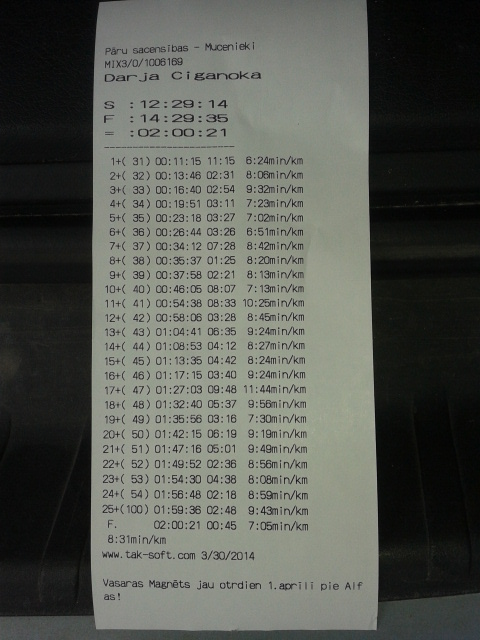 Pāru sacensības - Mucenieki
MIX3/0/1006169
Darja Ciganoka
S :12:29:14
F :14:29:35
= :02:00:21
------------------------
1+( 31) 00:11:15 11:15 8:24min/km
2+( 32) 00:13:46 02:31 8:06min/km
3+( 33) 00:16:40 02:54 9:32min/km
4+( 34) 00:19:51 03:11 7:23min/km
5+( 35) 00:23:18 03:27 7:02min/km
6+( 36) 00:26:44 03:26 6:51min/km
7+( 37) 00:34:12 07:28 8:42min/km
8+( 38) 00:35:37 01:25 8:20min/km
9+( 39) 00:37:58 02:21 8:13min/km
10+( 40) 00:46:05 08:07 7:13min/km
11+( 41) 00:54:38 08:33 10:25min/km
12+( 42) 00:58:06 03:28 8:45min/km
13+( 43) 01:04:41 06:35 9:24min/km
14+( 44) 01:08:53 04:12 8:27min/km
15+( 45) 01:13:35 04:42 8:24min/km
16+( 46) 01:17:15 03:40 9:24min/km
17+( 47) 01:27:03 09:48 11:44min/km
18+( 48) 01:32:40 05:37 9:56min/km
19+( 49) 01:35:56 03:16 7:30min/km
20+( 50) 01:42:15 06:19 9:19min/km
21+( 51) 01:47:16 05:01 9:49min/km
22+( 52) 01:49:52 02:36 8:56min/km
23+( 53) 01:54:30 04:38 8:08min/km
24+( 54) 01:56:48 02:18 8:59min/km
25+(100) 01:59:36 02:48 9:43min/km
F. 02:00:21 00:45 7:05min/km
8:31min/km
www.tak-soft.com 3/30/2014
Vasaras Magnēts jau otrdien 1.aprīlī pie Alf
as!